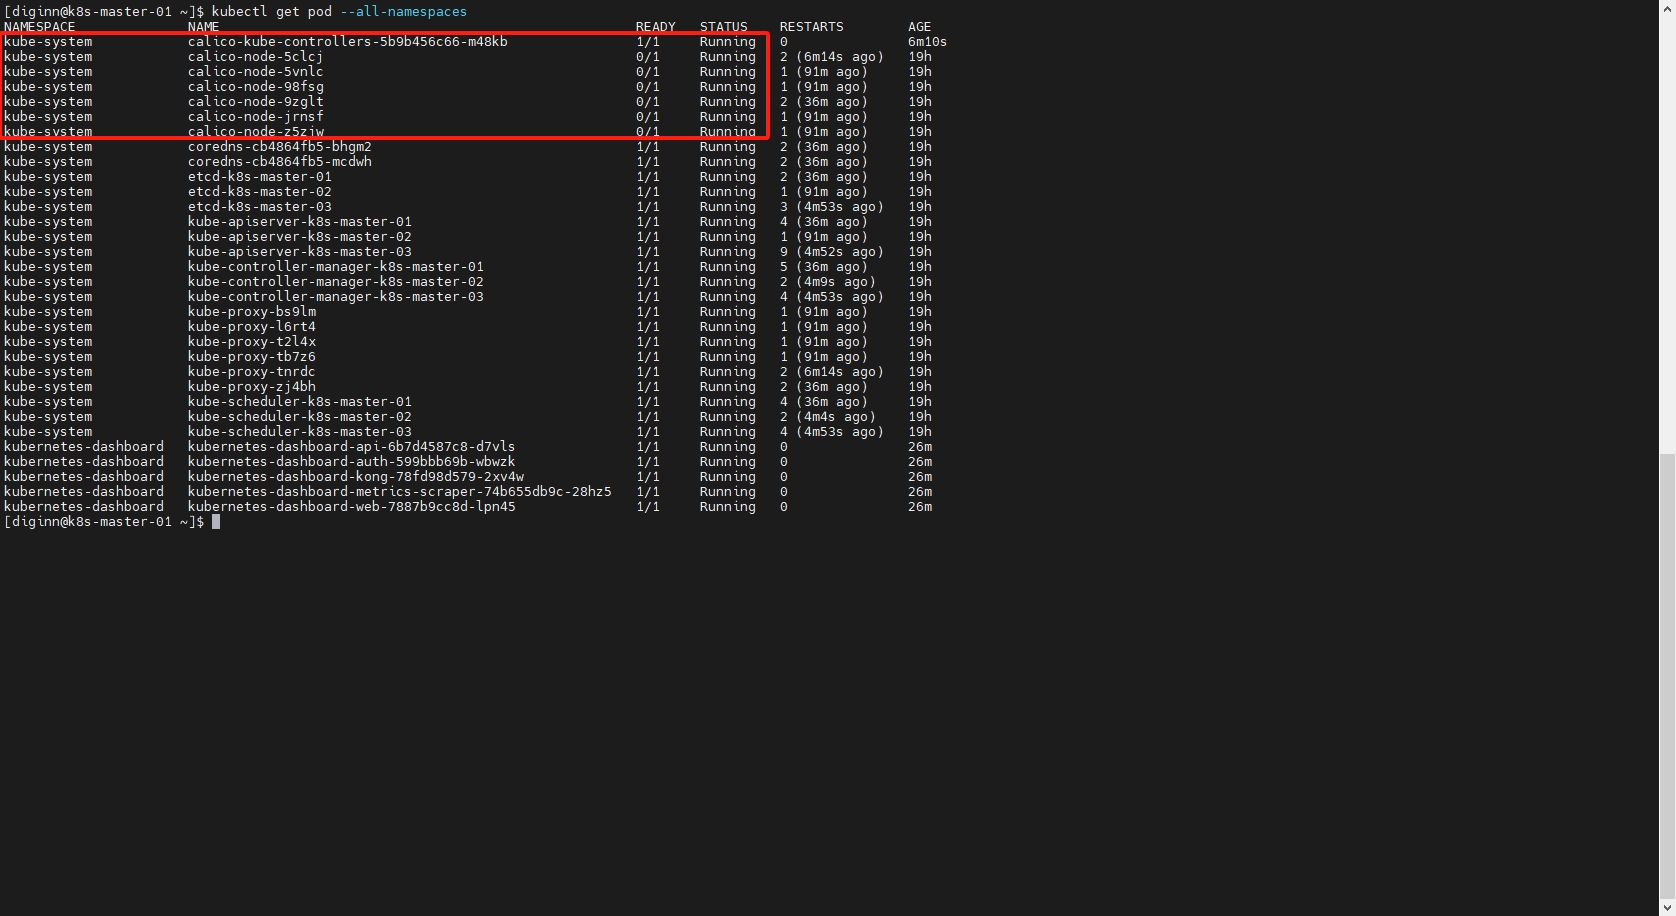 [diginn@k8s-master-01 ~]$ kubectl get pod --all-namespaces
NAMESPACE NAME READY STATUS RESTARTS AGE
kube-system calico-kube-controllers-5b9b456c66-m48kb 1/1 Running 0 6m10s
kube-system calico-node-5clcj 0/1 Running 2 (6m14s ago) 19h
kube-system calico-node-5vnlc 0/1 Running 1 (91m ago) 19h
kube-system calico-node-98fsg 0/1 Running 1 (91m ago) 19h
kube-system calico-node-9zglt 0/1 Running 2 (36m ago) 19h
kube-system calico-node-jrnsf 0/1 Running 1 (91m ago) 19h
kube-system calico-node-z5zjw 0/1 Running 1 (91m ago) 19h
kube-system coredns-cb4864fb5-bhgm2 1/1 Running 2 (36m ago) 19h
kube-system coredns-cb4864fb5-mcdwh 1/1 Running 2 (36m ago) 19h
kube-system etcd-k8s-master-01 1/1 Running 2 (36m ago) 19h
kube-system etcd-k8s-master-02 1/1 Running 1 (91m ago) 19h
kube-system etcd-k8s-master-03 1/1 Running 3 (4m53s ago) 19h
kube-system kube-apiserver-k8s-master-01 1/1 Running 4 (36m ago) 19h
kube-system kube-apiserver-k8s-master-02 1/1 Running 1 (91m ago) 19h
kube-system kube-apiserver-k8s-master-03 1/1 Running 9 (4m52s ago) 19h
kube-system kube-controller-manager-k8s-master-01 1/1 Running 5 (36m ago) 19h
kube-system kube-controller-manager-k8s-master-02 1/1 Running 2 (4m9s ago) 19h
kube-system kube-controller-manager-k8s-master-03 1/1 Running 4 (4m53s ago) 19h
kube-system kube-proxy-bs9lm 1/1 Running 1 (91m ago) 19h
kube-system kube-proxy-l6rt4 1/1 Running 1 (91m ago) 19h
kube-system kube-proxy-t2l4x 1/1 Running 1 (91m ago) 19h
kube-system kube-proxy-tb7z6 1/1 Running 1 (91m ago) 19h
kube-system kube-proxy-tnrdc 1/1 Running 2 (6m14s ago) 19h
kube-system kube-proxy-zj4bh 1/1 Running 2 (36m ago) 19h
kube-system kube-scheduler-k8s-master-01 1/1 Running 4 (36m ago) 19h
kube-system kube-scheduler-k8s-master-02 1/1 Running 2 (4m4s ago) 19h
kube-system kube-scheduler-k8s-master-03 1/1 Running 4 (4m53s ago) 19h
kubernetes-dashboard kubernetes-dashboard-api-6b7d4587c8-d7vls 1/1 Running 0 26m
kubernetes-dashboard kubernetes-dashboard-auth-599bbb69b-wbwzk 1/1 Running 0 26m
kubernetes-dashboard kubernetes-dashboard-kong-78fd98d579-2xv4w 1/1 Running 0 26m
kubernetes-dashboard kubernetes-dashboard-metrics-scraper-74b655db9c-28hz5 1/1 Running 0 26m
kubernetes-dashboard kubernetes-dashboard-web-7887b9cc8d-lpn45 1/1 Running 0 26m
[diginn@k8s-master-01 ~]$